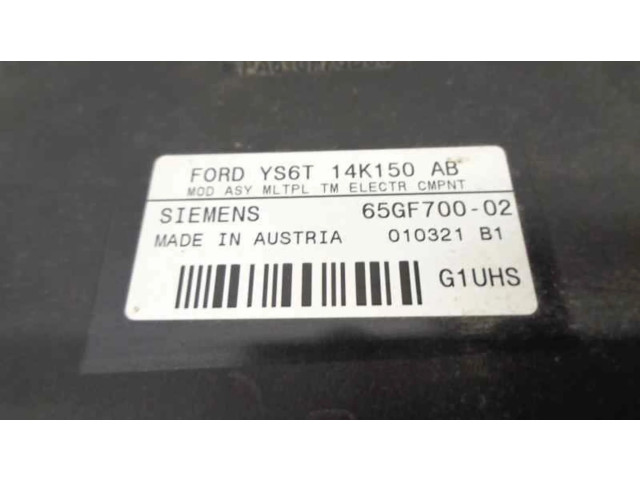 FORD YS6T 14K150 AB
MOD ASY MLTPL TM ELECTR CMPNT
SIEMENS 65GF700-02
MADE IN AUSTRIA 010321 B1
G1UHS